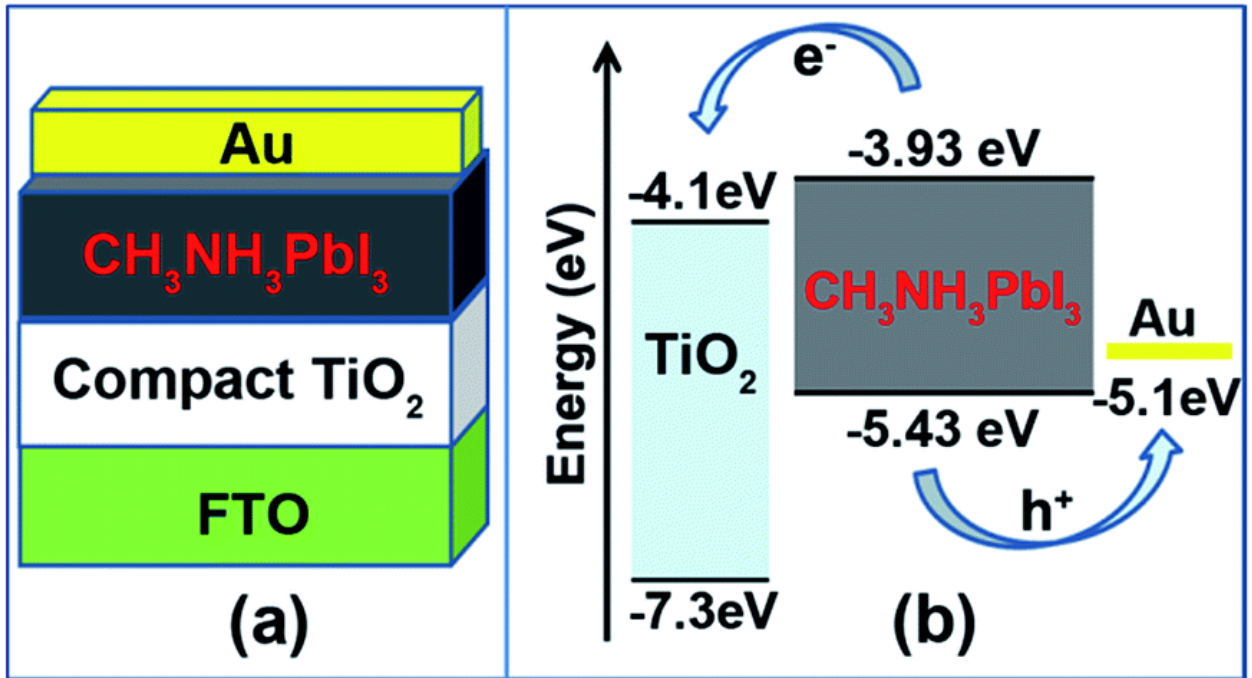 Au
CH₃NH₃PbI₃
Compact TiO₂
FTO
(a)
Energy (eV)
e⁻
-3.93 eV
-4.1eV
CH₃NH₃PbI₃
TiO₂
Au
-5.1eV
-5.43 eV
h⁺
-7.3eV
(b)